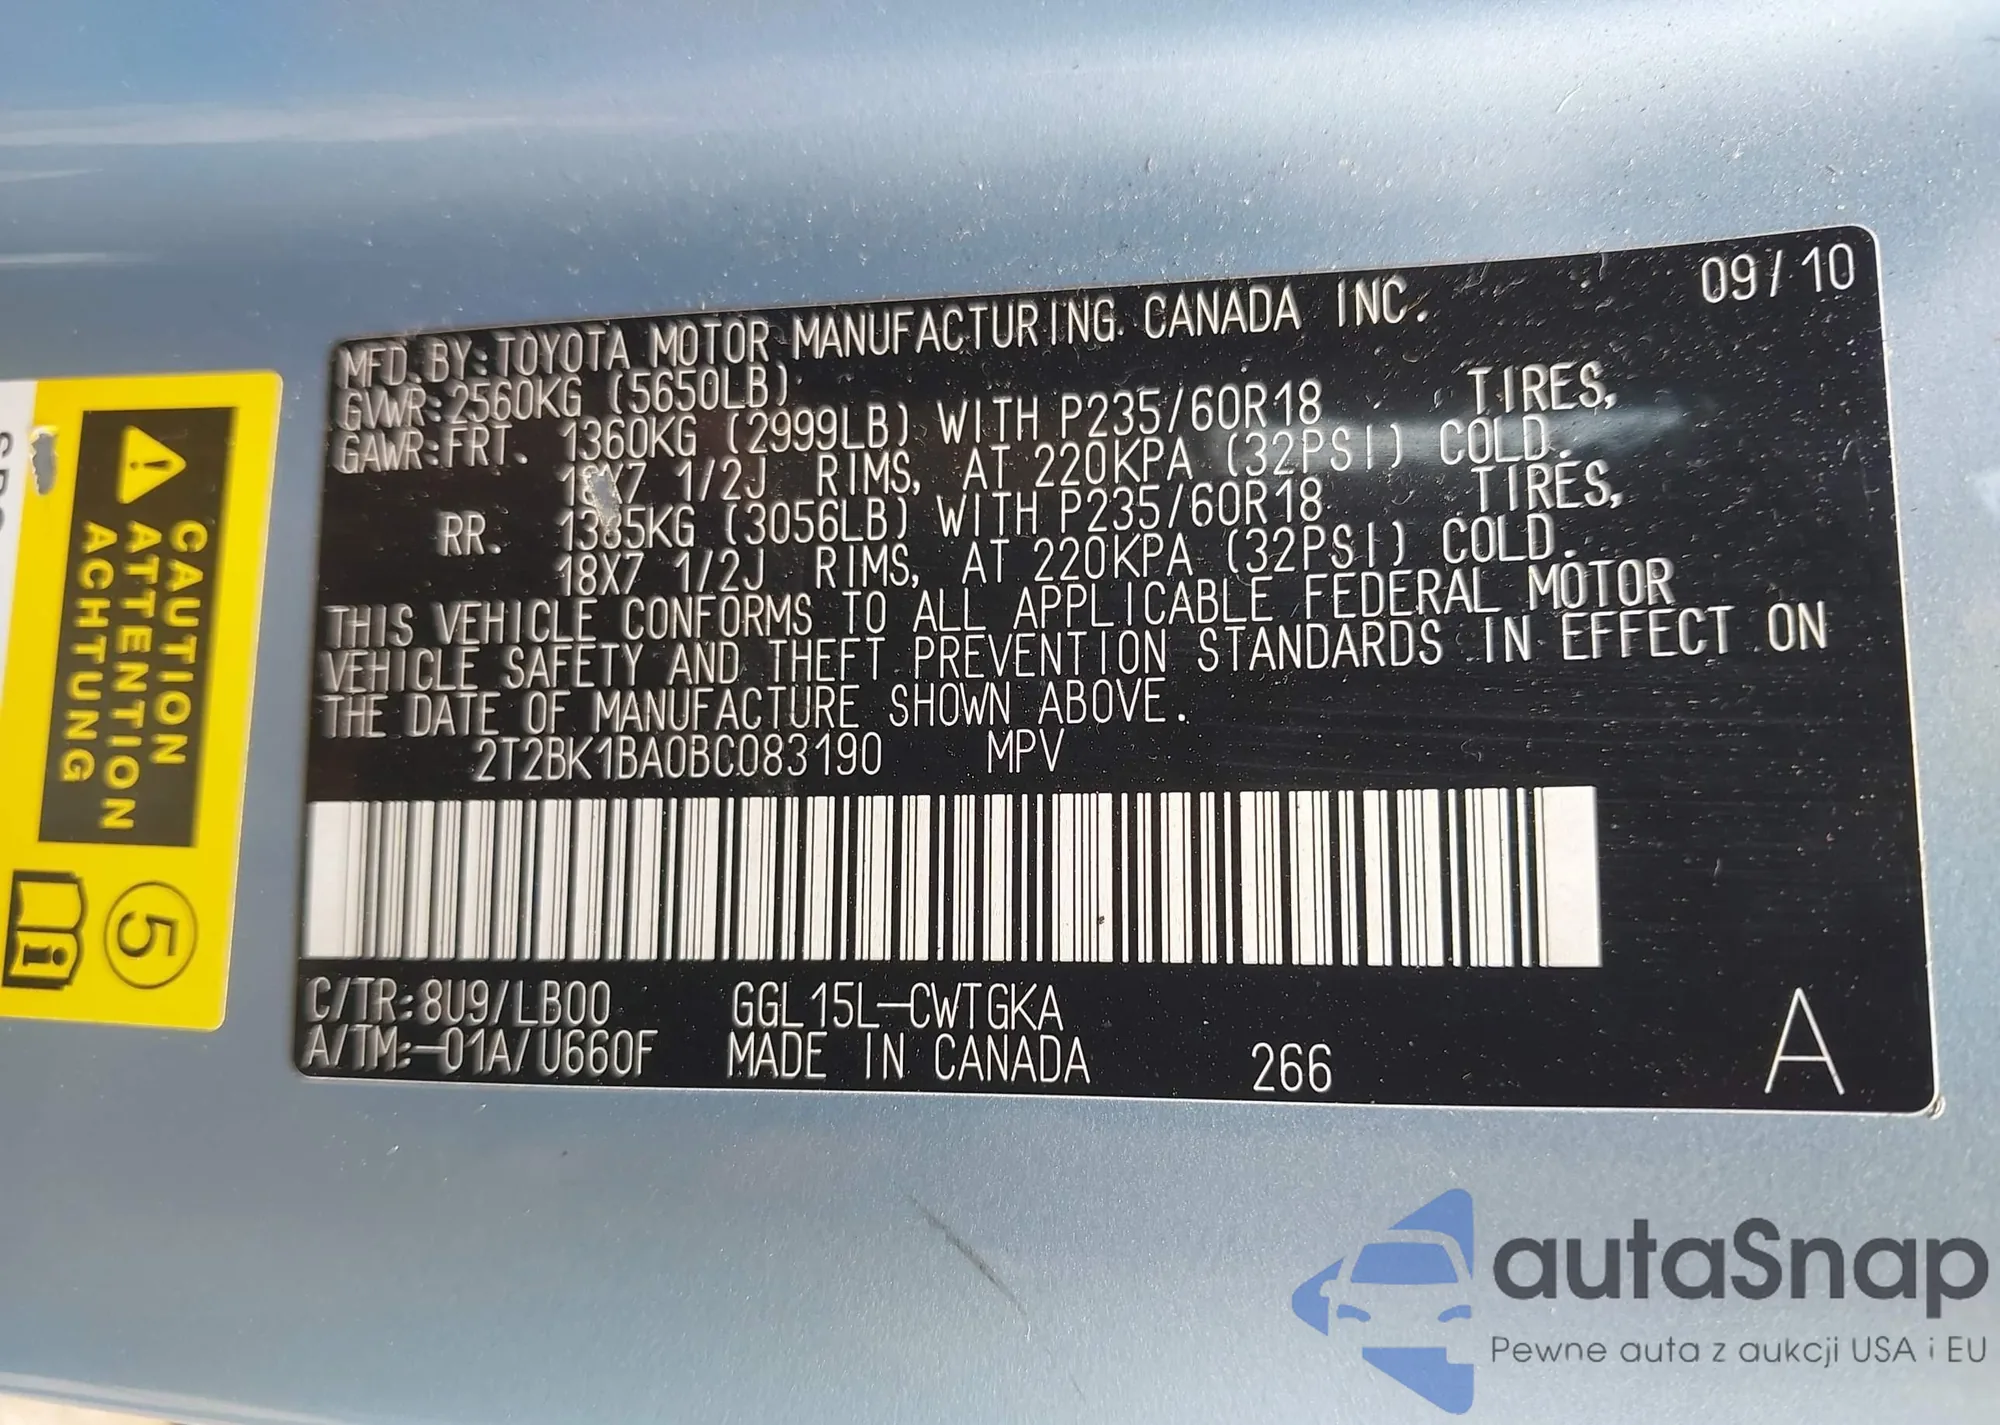 09/10
MFD. BY: TOYOTA MOTOR MANUFACTURING CANADA INC.
GVWR: 2560KG (5650LB)
GAWR: FRT. 1360KG (2999LB) WITH P235/60R18 TIRES,
18X7 1/2J RIMS, AT 220KPA (32PSI) COLD.
RR. 1385KG (3056LB) WITH P235/60R18 TIRES,
18X7 1/2J RIMS, AT 220KPA (32PSI) COLD.
THIS VEHICLE CONFORMS TO ALL APPLICABLE FEDERAL MOTOR
VEHICLE SAFETY AND THEFT PREVENTION STANDARDS IN EFFECT ON
THE DATE OF MANUFACTURE SHOWN ABOVE.
2T2BK1BA0BC083190 MPV
C/TR: 8U9/LB00 GGL15L-CWTGKA
A/TM: -01A/U660F MADE IN CANADA 266 A
CAUTION
ATTENTION
ACHTUNG
5
i
autaSnap
Pewne auta z aukcji USA i EU